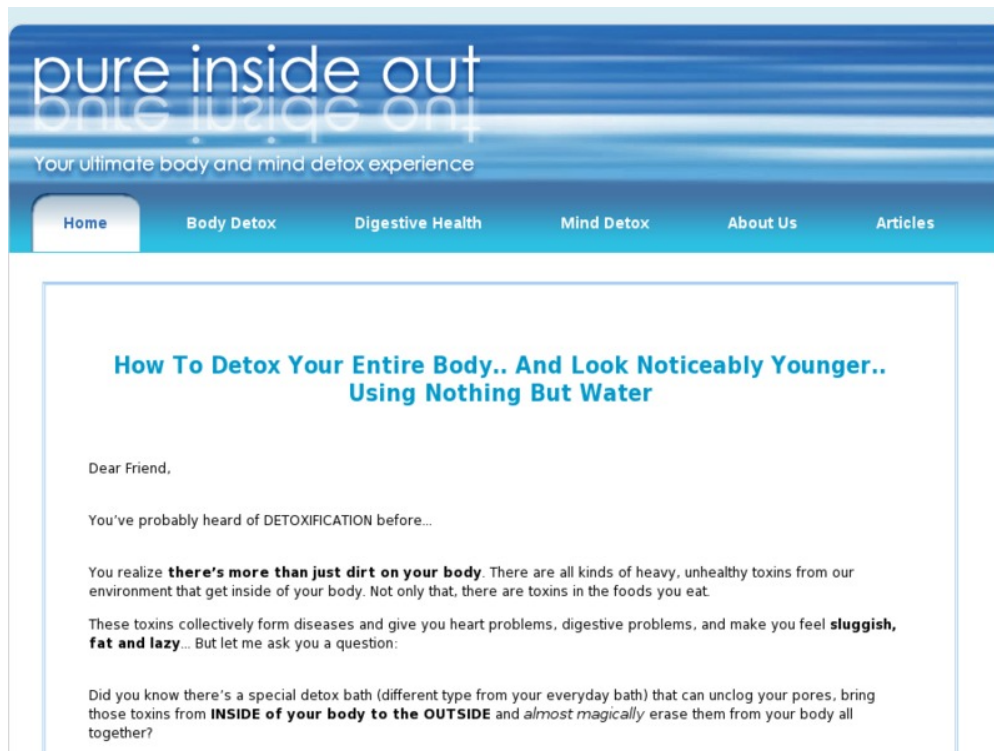 pure inside out
Your ultimate body and mind detox experience
Home Body Detox Digestive Health Mind Detox About Us Articles
How To Detox Your Entire Body.. And Look Noticeably Younger..
Using Nothing But Water
Dear Friend,
You've probably heard of DETOXIFICATION before...
You realize there's more than just dirt on your body. There are all kinds of heavy, unhealthy toxins from our
environment that get inside of your body. Not only that, there are toxins in the foods you eat.
These toxins collectively form diseases and give you heart problems, digestive problems, and make you feel sluggish,
fat and lazy... But let me ask you a question:
Did you know there's a special detox bath (different type from your everyday bath) that can unclog your pores, bring
those toxins from INSIDE of your body to the OUTSIDE and almost magically erase them from your body all
together?